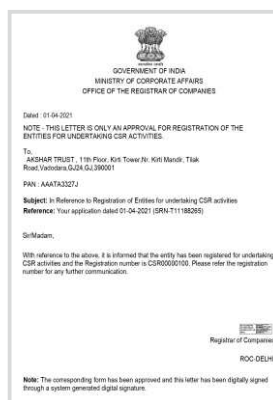 GOVERNMENT OF INDIA
MINISTRY OF CORPORATE AFFAIRS
OFFICE OF THE REGISTRAR OF COMPANIES
Dated : 01-04-2021
NOTE - THIS LETTER IS ONLY AN APPROVAL FOR REGISTRATION OF THE
ENTITIES FOR UNDERTAKING CSR ACTIVITIES.
To,
AKSHAR TRUST , 11th Floor, Kirti Tower,Nr. Kirti Mandir, Tilak
Road,Vadodara,GJ24,GJ,390001
PAN : AAATA3327J
Subject: In Reference to Registration of Entities for undertaking CSR activities
Reference: Your application dated 01-04-2021 (SRN-T11188265)
Sir/Madam,
With reference to the above, it is informed that the entity has been registered for undertaking
CSR activities and the Registration number is CSR00000100. Please refer the registration
number for any further communication.
Registrar of Companies
ROC-DELHI
Note: The corresponding form has been approved and this letter has been digitally signed
through a system generated digital signature.